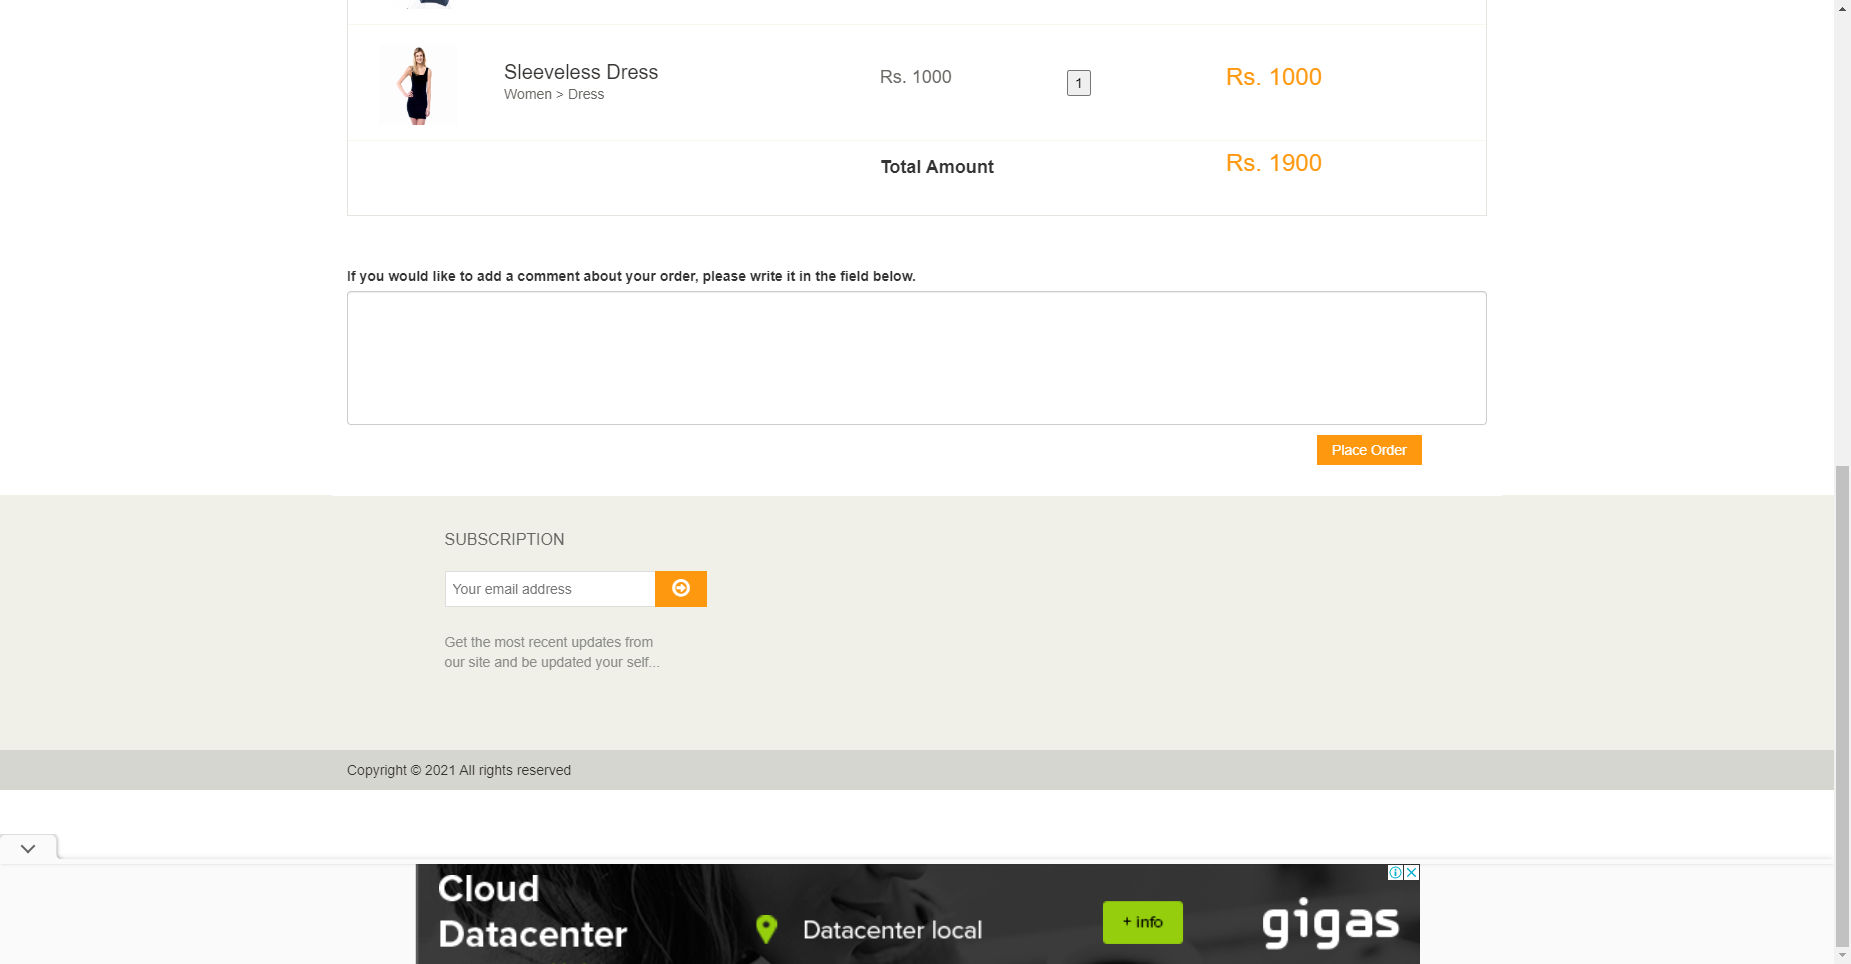 Sleeveless Dress
Women > Dress
Rs. 1000
1
Rs. 1000
Total Amount
Rs. 1900
If you would like to add a comment about your order, please write it in the field below.
Place Order
SUBSCRIPTION
Your email address
Get the most recent updates from
our site and be updated your self...
Copyright © 2021 All rights reserved
Cloud
Datacenter
Datacenter local
+ info
gigas